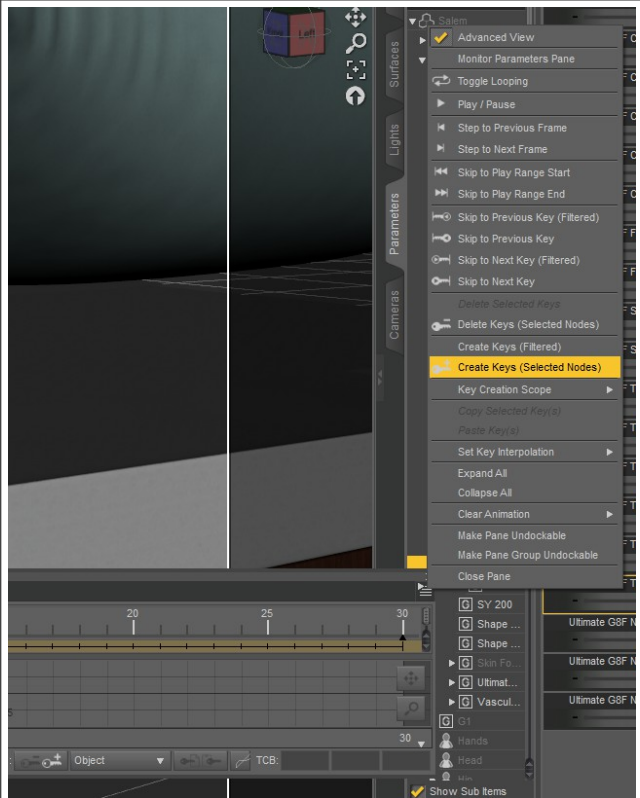 Left
Salem
Surfaces
Lights
Parameters
Cameras
Advanced View
Monitor Parameters Pane
Toggle Looping
Play / Pause
Step to Previous Frame
Step to Next Frame
Skip to Play Range Start
Skip to Play Range End
Skip to Previous Key (Filtered)
Skip to Previous Key
Skip to Next Key (Filtered)
Skip to Next Key
Delete Selected Keys
Delete Keys (Selected Nodes)
Create Keys (Filtered)
Create Keys (Selected Nodes)
Key Creation Scope
Copy Selected Key(s)
Paste Key(s)
Set Key Interpolation
Expand All
Collapse All
Clear Animation
Make Pane Undockable
Make Pane Group Undockable
Close Pane
20 25 30
30
Object
TCB:
G SY 200
G Shape ...
G Shape ...
G Skin Fo...
G Ultimat...
G Vascul...
G G1
Hands
Head
Hip
Show Sub Items
Ultimate G8F N
Ultimate G8F N
Ultimate G8F N